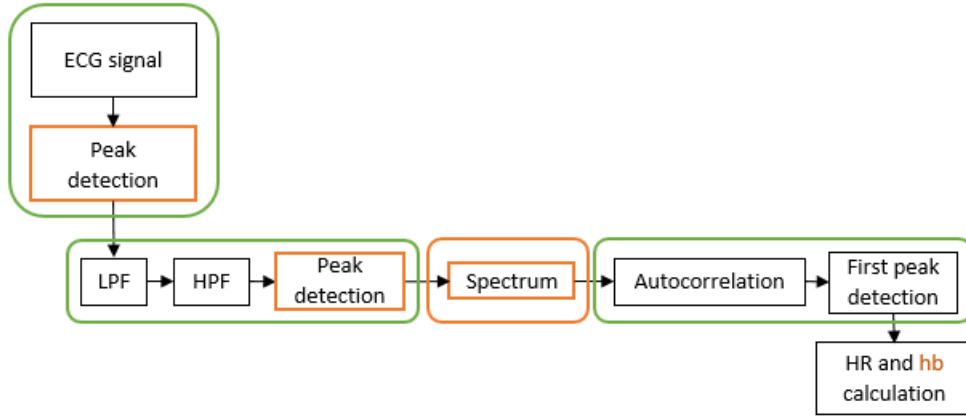 ECG signal
Peak
detection
LPF
HPF
Peak
detection
Spectrum
Autocorrelation
First peak
detection
HR and hb
calculation